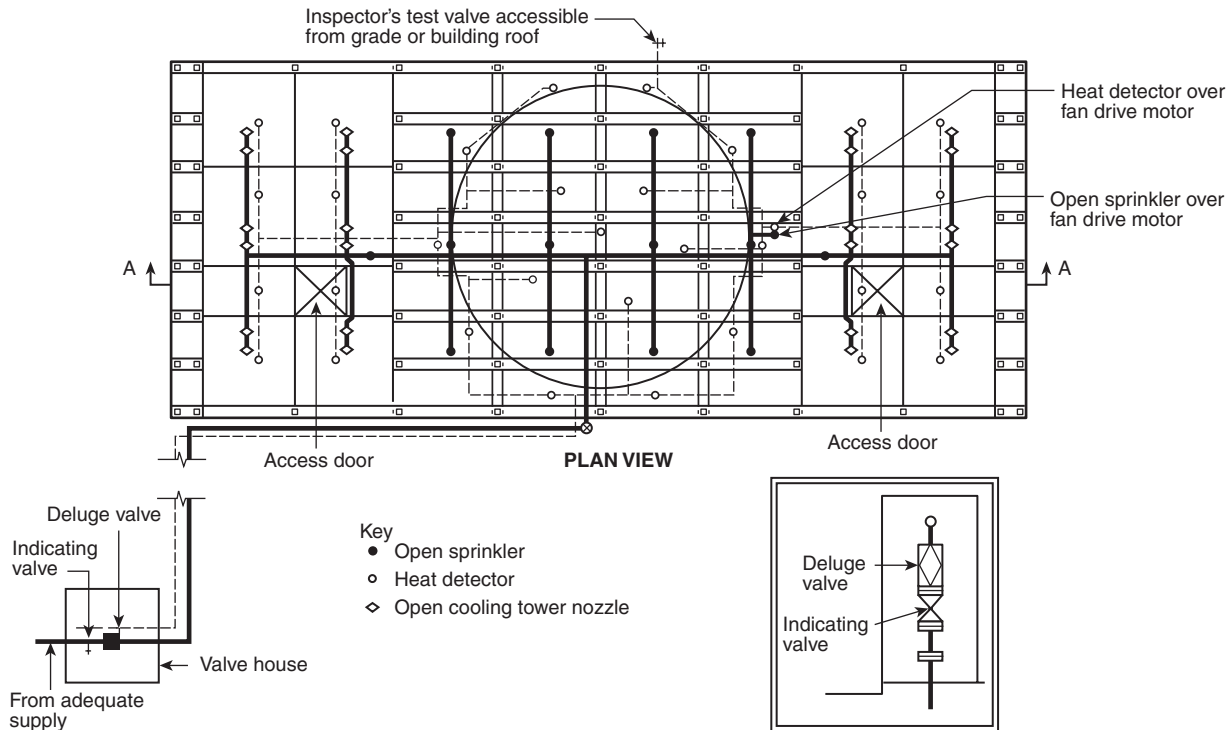 Inspector's test valve accessible
from grade or building roof
Heat detector over
fan drive motor
Open sprinkler over
fan drive motor
A
A
Access door
PLAN VIEW
Access door
Deluge valve
Indicating
valve
Valve house
From adequate
supply
Key
Open sprinkler
Heat detector
Open cooling tower nozzle
Deluge
valve
Indicating
valve